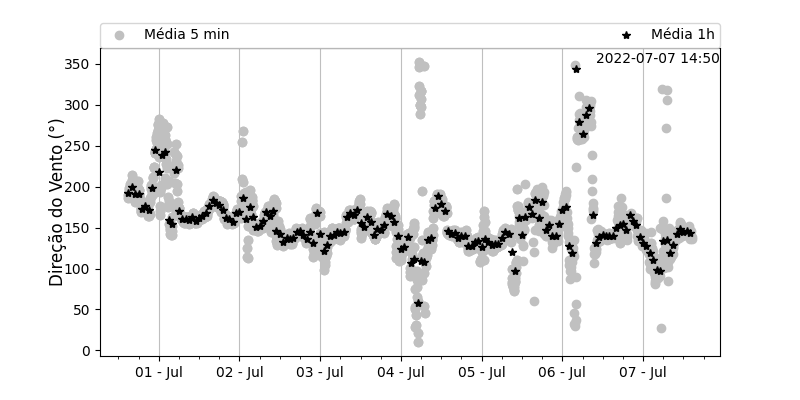 Média 5 min
Média 1h
2022-07-07 14:50
Direção do Vento (°)
350
300
250
200
150
100
50
0
01 - Jul
02 - Jul
03 - Jul
04 - Jul
05 - Jul
06 - Jul
07 - Jul